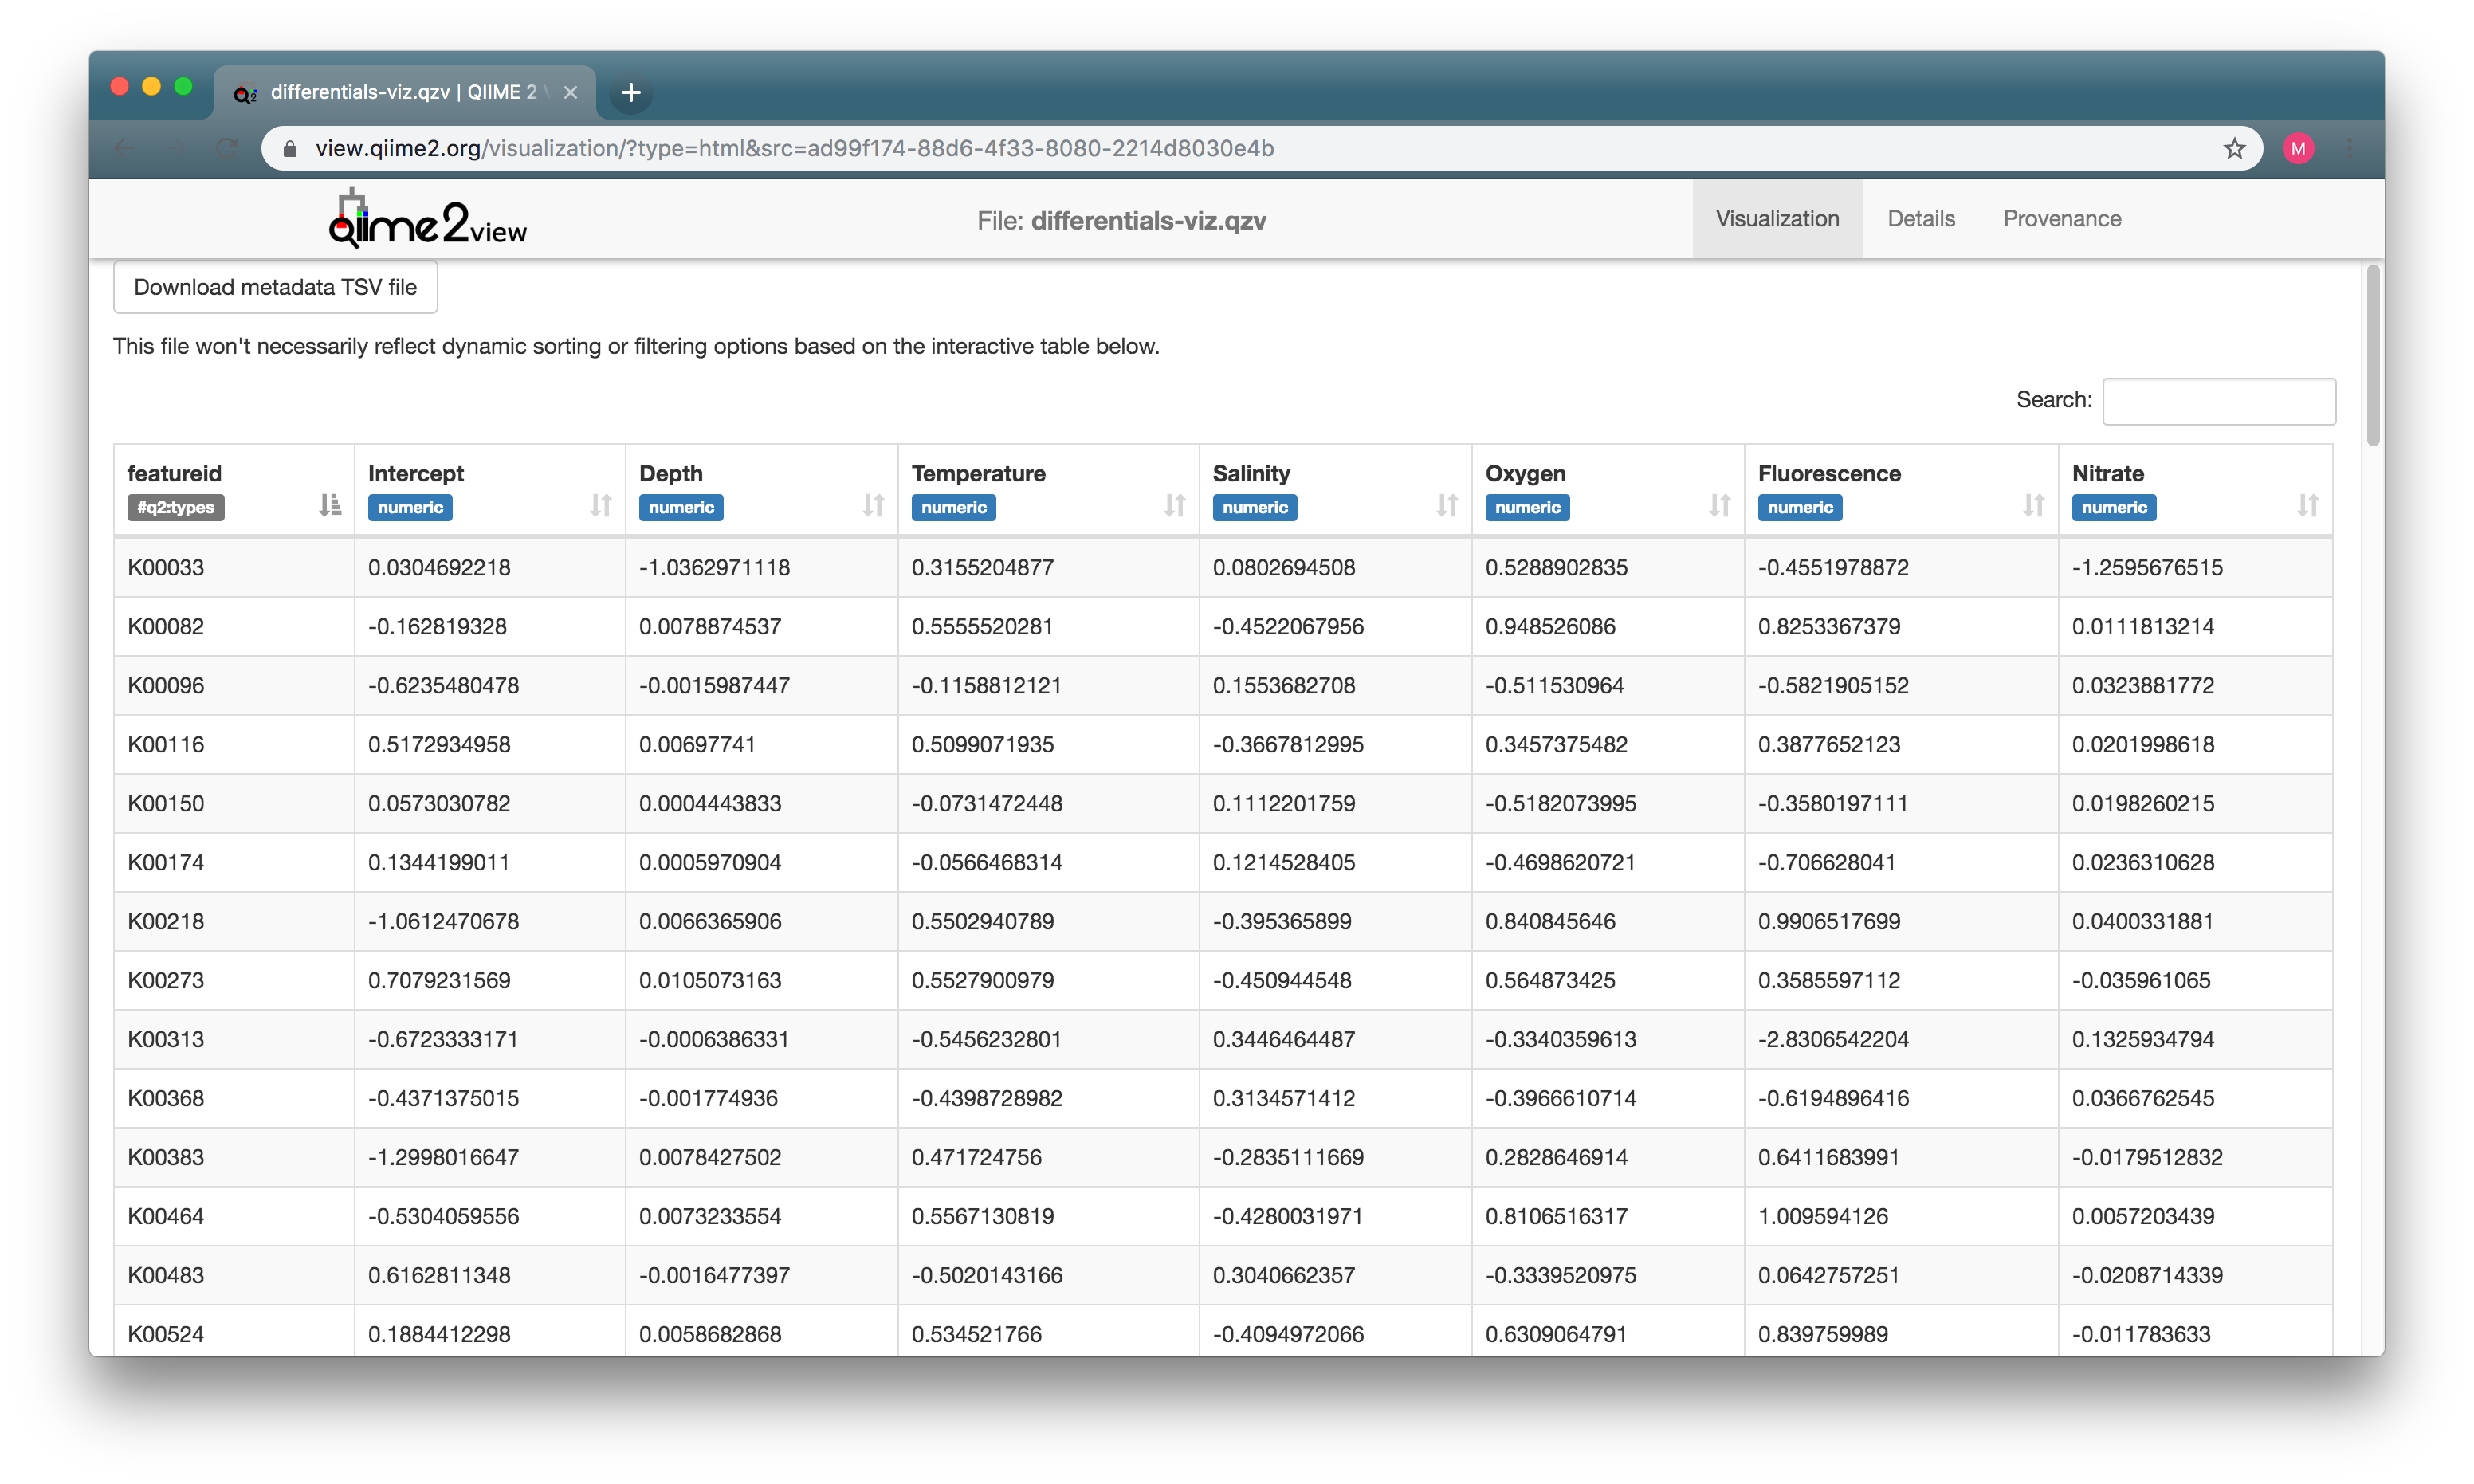 differentials-viz.qzv | QIIME 2
view.qiime2.org/visualization/?type=html&src=ad99f174-88d6-4f33-8080-2214d8030e4b
M
qiime2view
File: differentials-viz.qzv
Visualization Details Provenance
Download metadata TSV file
This file won't necessarily reflect dynamic sorting or filtering options based on the interactive table below.
Search:
featureid Intercept Depth Temperature Salinity Oxygen Fluorescence Nitrate
#q2:types numeric numeric numeric numeric numeric numeric numeric
K00033 0.0304692218 -1.0362971118 0.3155204877 0.0802694508 0.5288902835 -0.4551978872 -1.2595676515
K00082 -0.162819328 0.0078874537 0.5555520281 -0.4522067956 0.948526086 0.8253367379 0.0111813214
K00096 -0.6235480478 -0.0015987447 -0.1158812121 0.1553682708 -0.511530964 -0.5821905152 0.0323881772
K00116 0.5172934958 0.00697741 0.5099071935 -0.3667812995 0.3457375482 0.3877652123 0.0201998618
K00150 0.0573030782 0.0004443833 -0.0731472448 0.1112201759 -0.5182073995 -0.3580197111 0.0198260215
K00174 0.1344199011 0.0005970904 -0.0566468314 0.1214528405 -0.4698620721 -0.706628041 0.0236310628
K00218 -1.0612470678 0.0066365906 0.5502940789 -0.395365899 0.840845646 0.9906517699 0.0400331881
K00273 0.7079231569 0.0105073163 0.5527900979 -0.450944548 0.564873425 0.3585597112 -0.035961065
K00313 -0.6723333171 -0.0006386331 -0.5456232801 0.3446464487 -0.3340359613 -2.8306542204 0.1325934794
K00368 -0.4371375015 -0.001774936 -0.4398728982 0.3134571412 -0.3966610714 -0.6194896416 0.0366762545
K00383 -1.2998016647 0.0078427502 0.471724756 -0.2835111669 0.2828646914 0.6411683991 -0.0179512832
K00464 -0.5304059556 0.0073233554 0.5567130819 -0.4280031971 0.8106516317 1.009594126 0.0057203439
K00483 0.6162811348 -0.0016477397 -0.5020143166 0.3040662357 -0.3339520975 0.0642757251 -0.0208714339
K00524 0.1884412298 0.0058682868 0.534521766 -0.4094972066 0.6309064791 0.839759989 -0.011783633